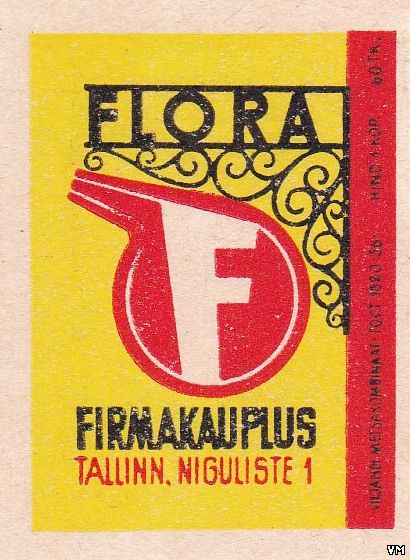 FLORA
F
FIRMAKAUPLUS
TALLINN, NIGULISTE 1
VILJANDI METSAKOMBINAAT ГОСТ 1820-56 HIND 1 KOP. 60 TK.
VM